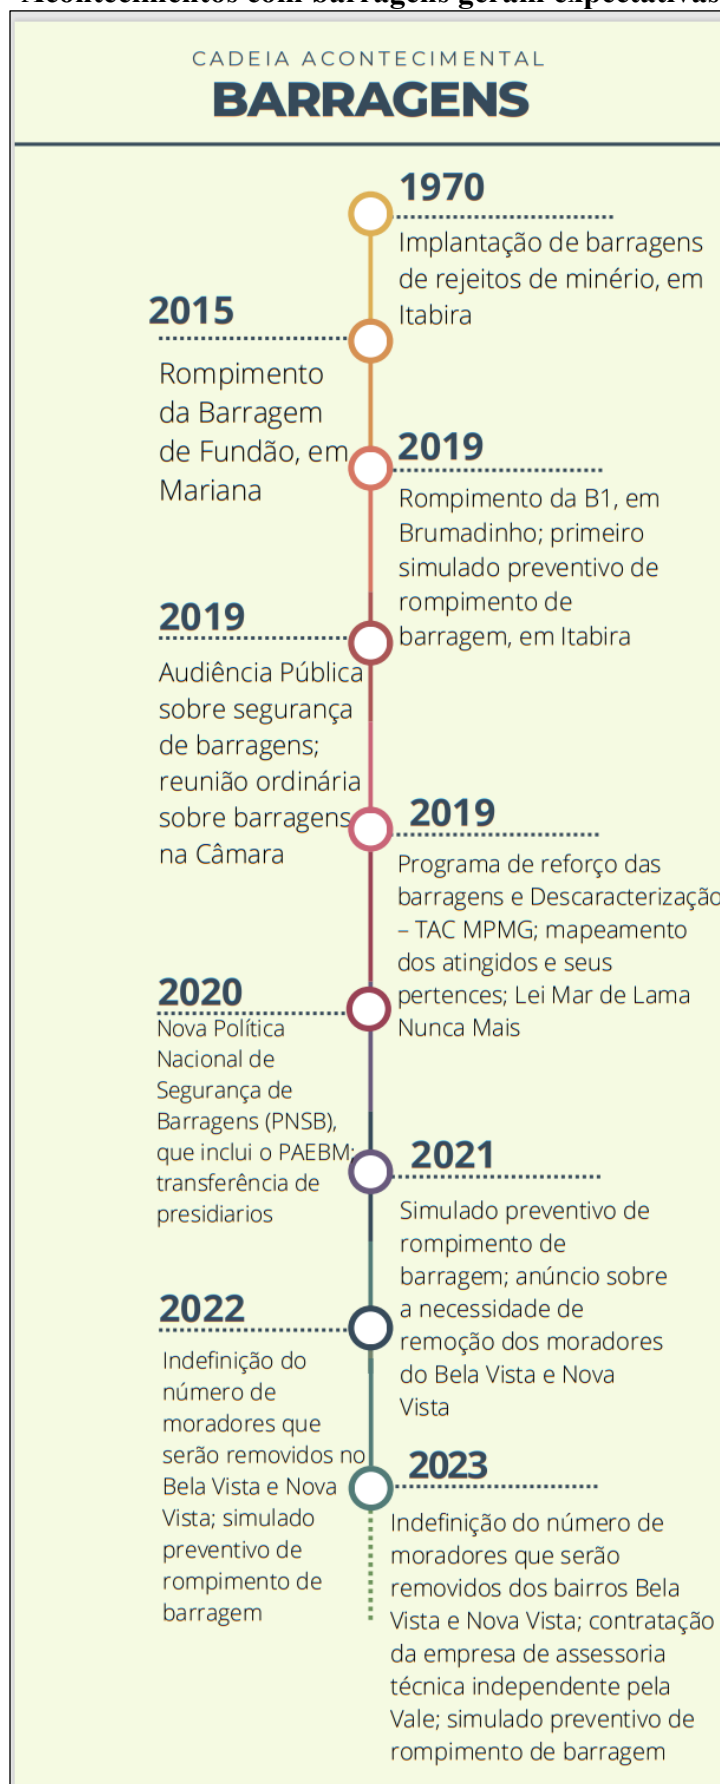 Acontecimentos com barragens geram expectativas
CADEIA ACONTECIMENTAL
BARRAGENS
1970
Implantação de barragens
de rejeitos de minério, em
Itabira
2015
Rompimento
da Barragem
de Fundão, em
Mariana
2019
Rompimento da B1, em
Brumadinho; primeiro
simulado preventivo de
rompimento de
barragem, em Itabira
2019
Audiência Pública
sobre segurança
de barragens;
reunião ordinária
sobre barragens
na Câmara
2019
Programa de reforço das
barragens e Descaracterização
– TAC MPMG; mapeamento
dos atingidos e seus
pertences; Lei Mar de Lama
Nunca Mais
2020
Nova Política
Nacional de
Segurança de
Barragens (PNSB),
que inclui o PAEBM;
transferência de
presidiarios
2021
Simulado preventivo de
rompimento de
barragem; anúncio sobre
a necessidade de
remoção dos moradores
do Bela Vista e Nova
Vista
2022
Indefinição do
número de
moradores que
serão removidos no
Bela Vista e Nova
Vista; simulado
preventivo de
rompimento de
barragem
2023
Indefinição do número de
moradores que serão
removidos dos bairros Bela
Vista e Nova Vista; contratação
da empresa de assessoria
técnica independente pela
Vale; simulado preventivo de
rompimento de barragem